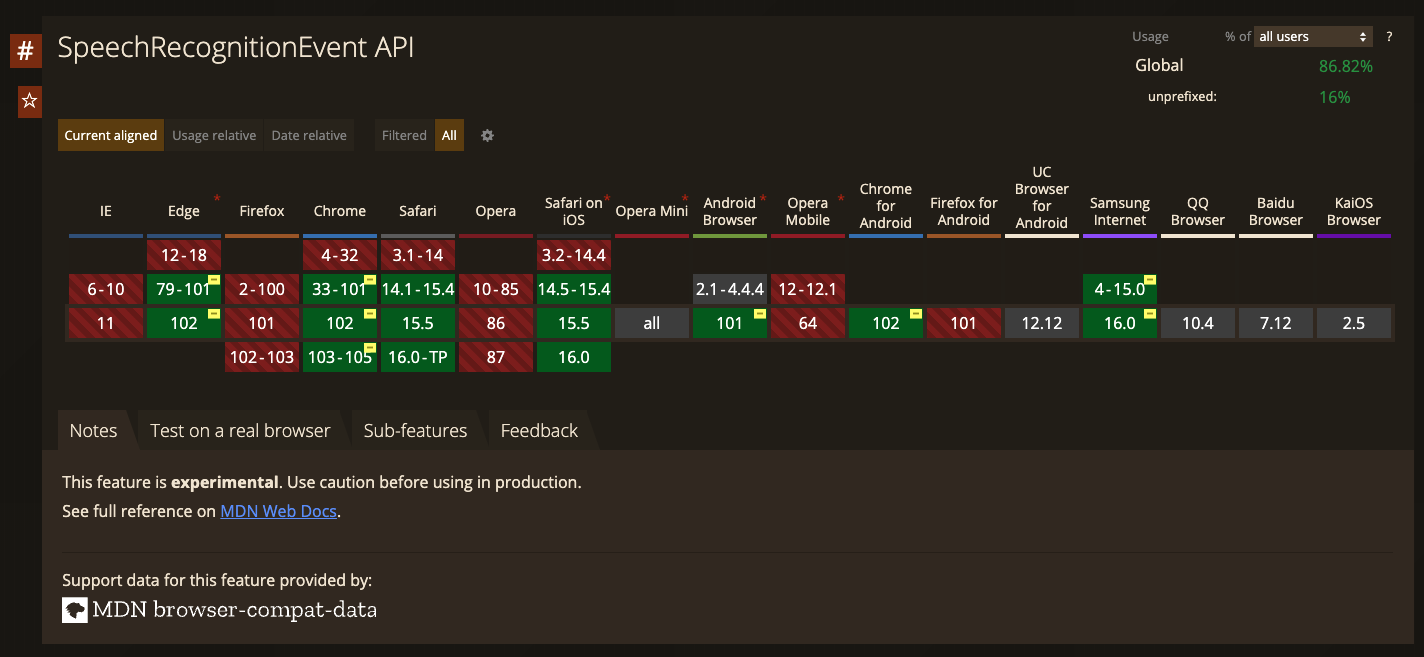 #
SpeechRecognitionEvent API
Usage % of all users ?
Global 86.82%
unprefixed: 16%
Current aligned Usage relative Date relative Filtered All
IE Edge * Firefox Chrome Safari Opera Safari on iOS * Opera Mini * Android Browser * Opera Mobile * Chrome for Android Firefox for Android UC Browser for Android Samsung Internet QQ Browser Baidu Browser KaiOS Browser
12-18 4-32 3.1-14 3.2-14.4
6-10 79-101 2-100 33-101 14.1-15.4 10-85 14.5-15.4 2.1-4.4.4 12-12.1 4-15.0
11 102 101 102 15.5 86 15.5 all 101 64 102 101 12.12 16.0 10.4 7.12 2.5
102-103 103-105 16.0-TP 87 16.0
Notes Test on a real browser Sub-features Feedback
This feature is experimental. Use caution before using in production.
See full reference on MDN Web Docs.
Support data for this feature provided by:
MDN browser-compat-data